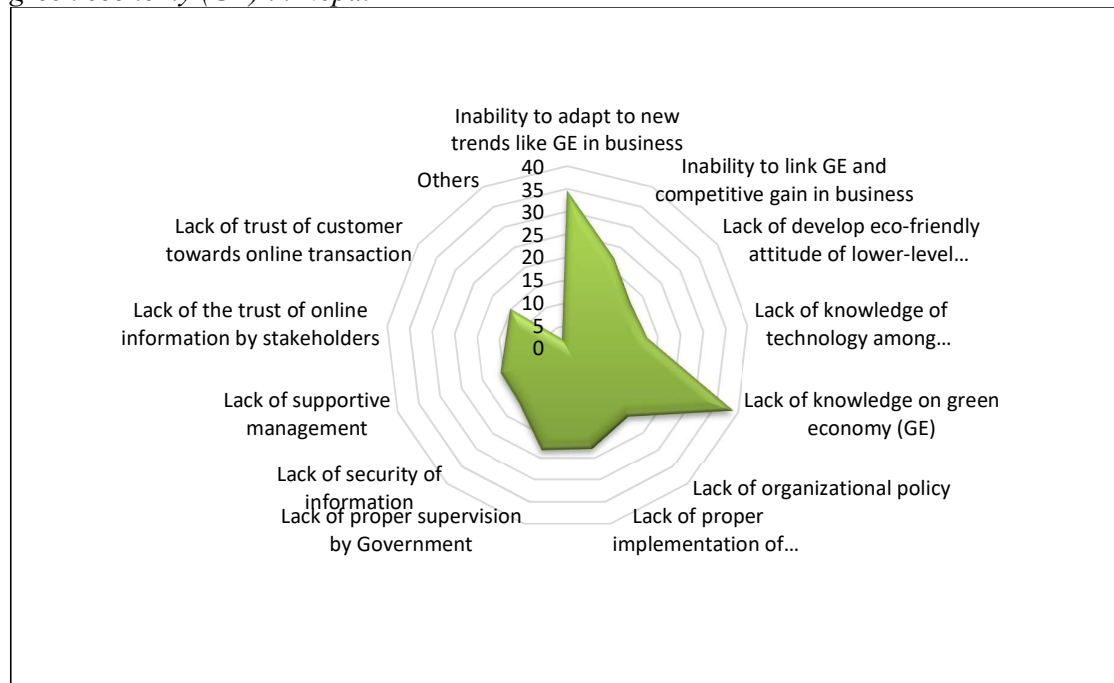 Inability to adapt to new
trends like GE in business
Inability to link GE and
competitive gain in business
Lack of develop eco-friendly
attitude of lower-level...
Lack of knowledge of
technology among...
Lack of knowledge on green
economy (GE)
Lack of organizational policy
Lack of proper
implementation of...
Lack of proper supervision
by Government
Lack of security of
information
Lack of supportive
management
Lack of the trust of online
information by stakeholders
Lack of trust of customer
towards online transaction
Others
40
35
30
25
20
15
10
5
0